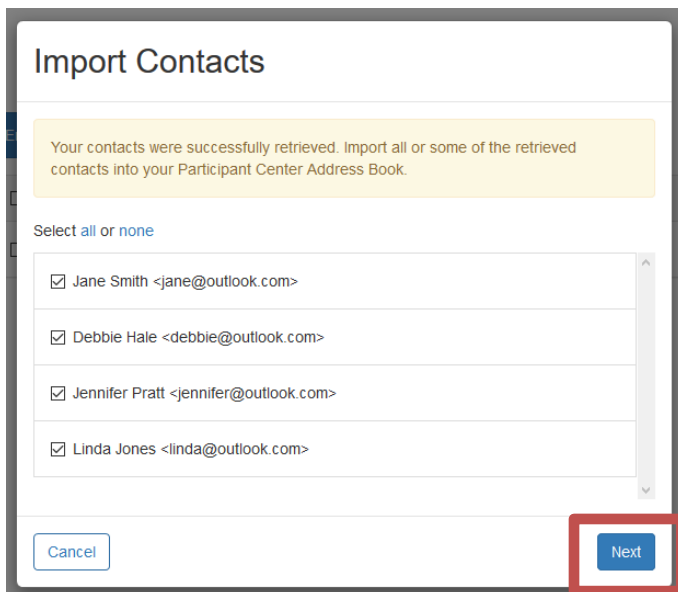 Import Contacts
Your contacts were successfully retrieved. Import all or some of the retrieved
contacts into your Participant Center Address Book.
Select all or none
Jane Smith <jane@outlook.com>
Debbie Hale <debbie@outlook.com>
Jennifer Pratt <jennifer@outlook.com>
Linda Jones <linda@outlook.com>
Cancel
Next